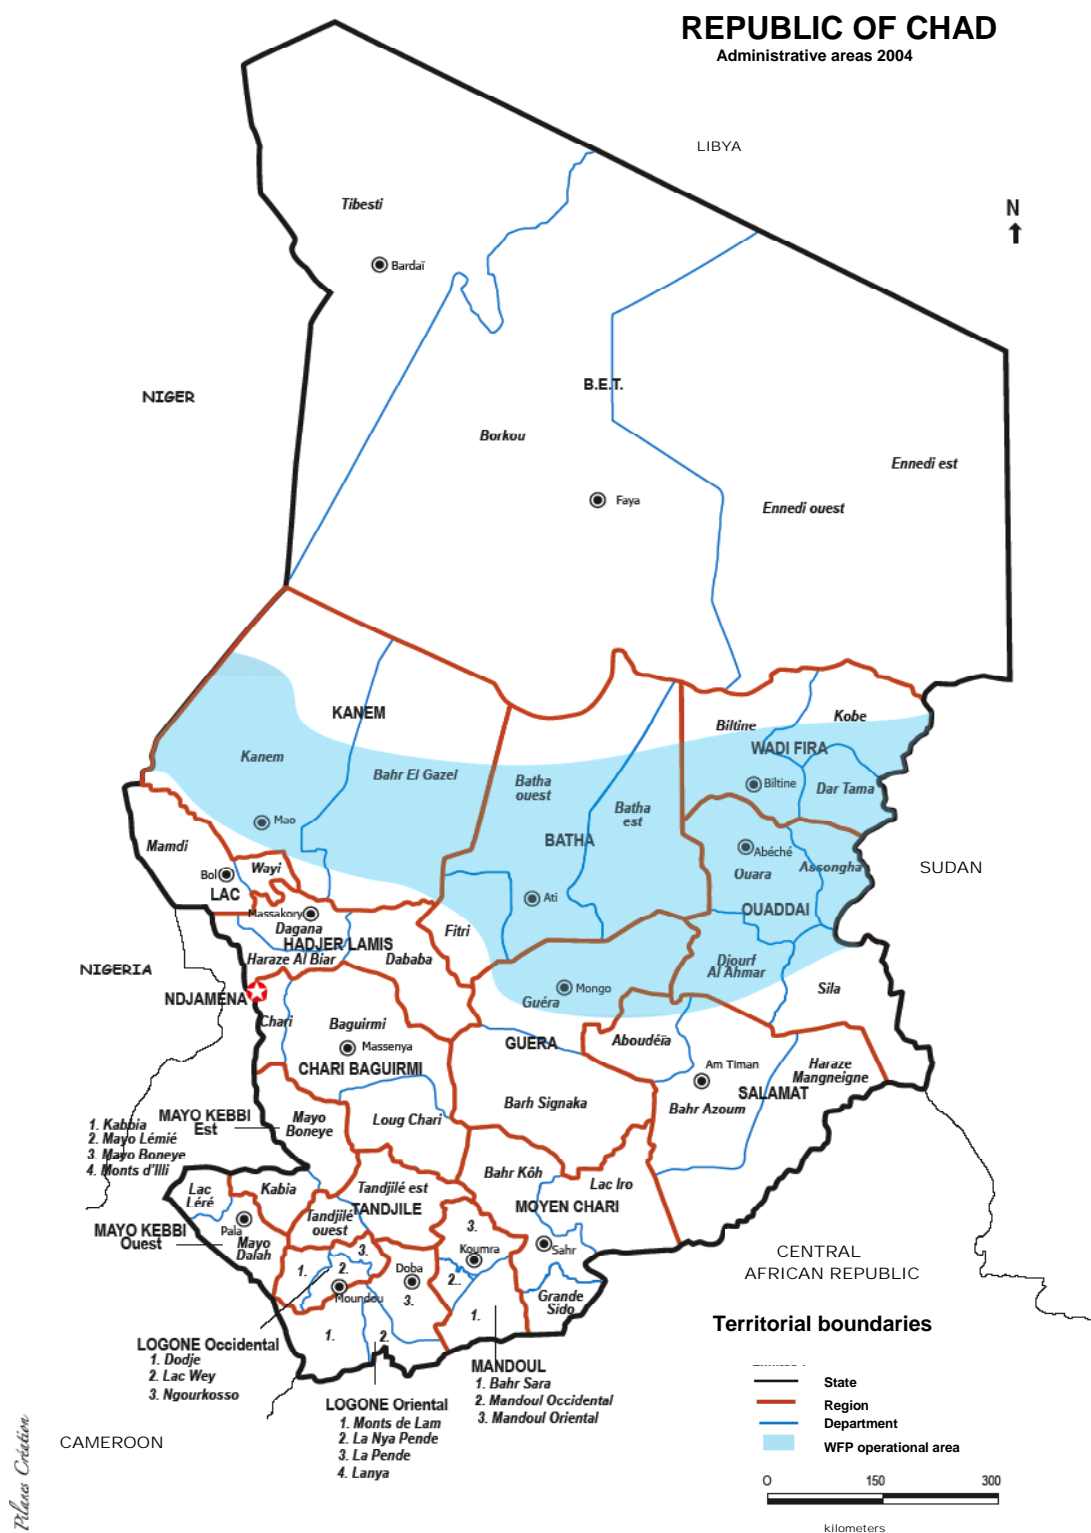 REPUBLIC OF CHAD
Administrative areas 2004
LIBYA
N
Tibesti
Bardaï
NIGER
B.E.T.
Borkou
Ennedi est
Faya
Ennedi ouest
KANEM
Biltine
Kobe
WADI FIRA
Kanem
Bahr El Gazel
Batha
ouest
Biltine
Dar Tama
Batha
est
Mao
BATHA
Mamdi
Abéché
Bol
Wayi
Ouara
Assongha
SUDAN
LAC
Ati
OUADDAI
Massakory
Dagana
Fitri
HADJER LAMIS
Haraze Al Biar
Dababa
Djourf
Al Ahmar
NIGERIA
Sila
NDJAMENA
Mongo
Guéra
Chari
Baguirmi
Massenya
GUERA
Aboudéïa
CHARI BAGUIRMI
Am Timan
Haraze
Mangneigne
SALAMAT
Barh Signaka
Bahr Azoum
MAYO KEBBI
Est
1. Kabbia
2. Mayo Lémié
3. Mayo Boneye
4. Monts d'Illi
Mayo
Boneye
Loug Chari
Lac
Léré
Kabia
Tandjilé est
Bahr Kôh
Lac Iro
TANDJILE
MOYEN CHARI
Tandjilé
ouest
MAYO KEBBI
Ouest
Pala
Mayo
Dalah
3.
Koumra
Sahr
3.
1.
2.
Doba
2.
Moundou
3.
CENTRAL
AFRICAN REPUBLIC
Grande
Sido
1.
1.
2.
Territorial boundaries
LOGONE Occidental
1. Dodje
2. Lac Wey
3. Ngourkosso
MANDOUL
1. Bahr Sara
2. Mandoul Occidental
3. Mandoul Oriental
LOGONE Oriental
1. Monts de Lam
2. La Nya Pende
3. La Pende
4. Lanya
State
Region
Department
WFP operational area
CAMEROON
0 150 300
kilometers
Pilanes Création